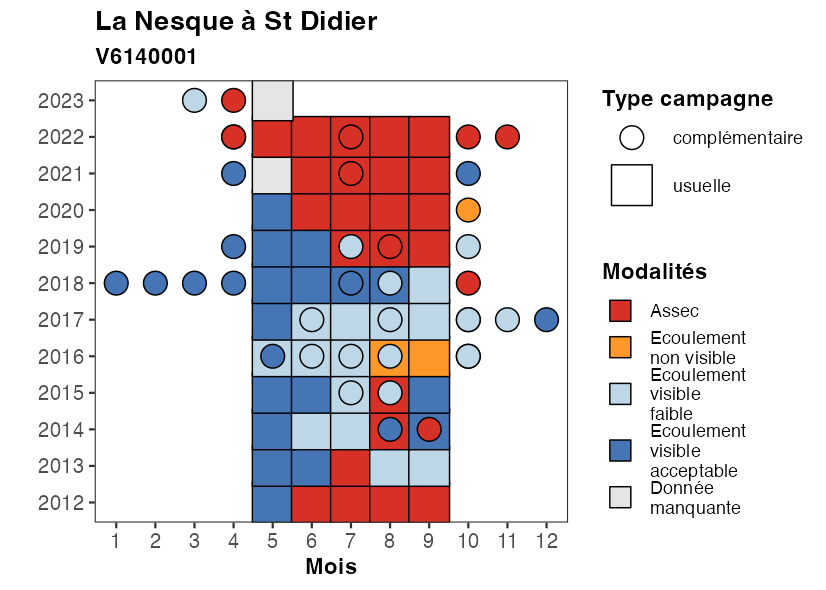 La Nesque à St Didier
V6140001
2023
2022
2021
2020
2019
2018
2017
2016
2015
2014
2013
2012
1 2 3 4 5 6 7 8 9 10 11 12
Mois
Type campagne
complémentaire
usuelle
Modalités
Assec
Ecoulement
non visible
Ecoulement
visible
faible
Ecoulement
visible
acceptable
Donnée
manquante